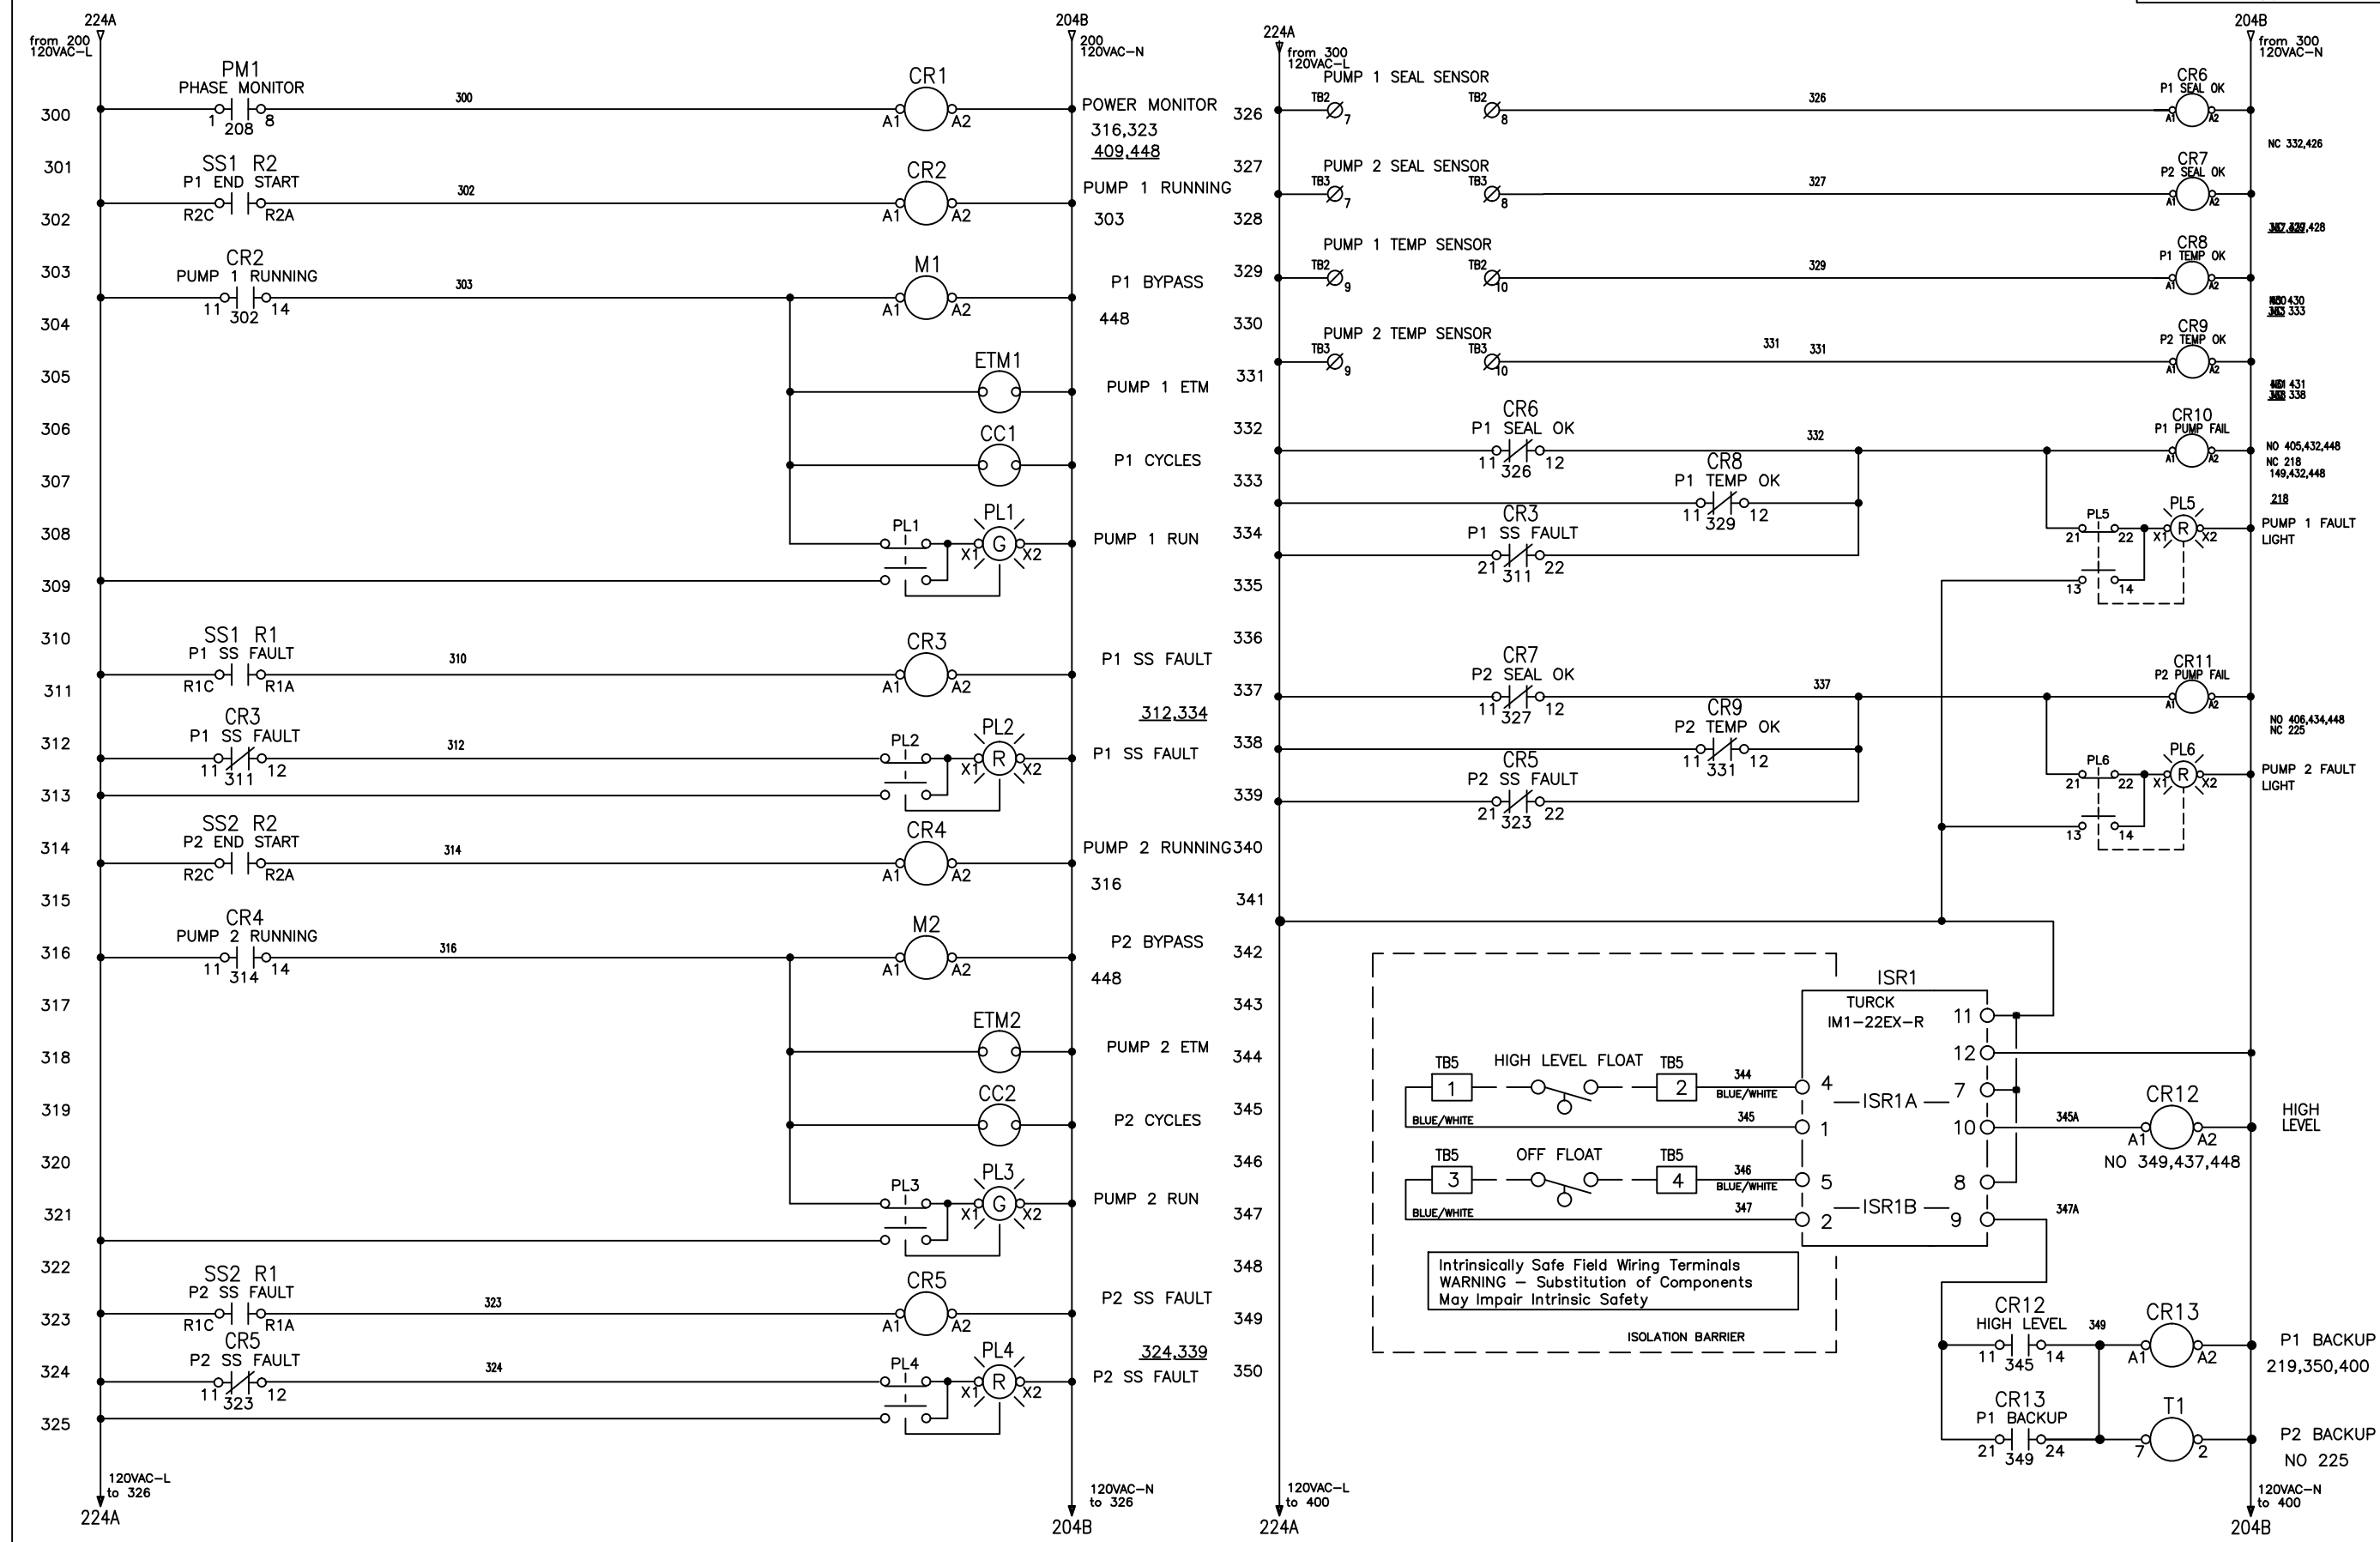 224A
from 200
120VAC-L
204B
200
120VAC-N
300
PM1
PHASE MONITOR
1 208 8
300
CR1
A1 A2
POWER MONITOR
316,323
409,448
301
SS1 R2
P1 END START
R2C R2A
302
CR2
A1 A2
PUMP 1 RUNNING
302
303
303
CR2
PUMP 1 RUNNING
11 302 14
303
M1
A1 A2
P1 BYPASS
304
448
305
ETM1
PUMP 1 ETM
306
CC1
P1 CYCLES
307
308
PL1
PL1
G
X1 X2
PUMP 1 RUN
309
310
SS1 R1
P1 SS FAULT
R1C R1A
310
CR3
A1 A2
P1 SS FAULT
311
312,334
312
CR3
P1 SS FAULT
11 311 12
312
PL2
PL2
R
X1 X2
P1 SS FAULT
313
314
SS2 R2
P2 END START
R2C R2A
314
CR4
A1 A2
PUMP 2 RUNNING
315
316
316
CR4
PUMP 2 RUNNING
11 314 14
316
M2
A1 A2
P2 BYPASS
448
317
318
ETM2
PUMP 2 ETM
319
CC2
P2 CYCLES
320
321
PL3
PL3
G
X1 X2
PUMP 2 RUN
322
323
SS2 R1
P2 SS FAULT
R1C R1A
323
CR5
A1 A2
P2 SS FAULT
324,339
324
CR5
P2 SS FAULT
11 323 12
324
PL4
PL4
R
X1 X2
P2 SS FAULT
325
120VAC-L
to 326
224A
120VAC-N
to 326
204B
224A
from 300
120VAC-L
204B
from 300
120VAC-N
326
PUMP 1 SEAL SENSOR
TB2 7
TB2 8
326
CR6
P1 SEAL OK
A1 A2
NC 332,426
327
PUMP 2 SEAL SENSOR
TB3 7
TB3 8
327
CR7
P2 SEAL OK
A1 A2
328
329
PUMP 1 TEMP SENSOR
TB2 9
TB2 10
329
CR8
P1 TEMP OK
A1 A2
330
331
PUMP 2 TEMP SENSOR
TB3 9
TB3 10
331
331
CR9
P2 TEMP OK
A1 A2
332
CR6
P1 SEAL OK
11 326 12
332
CR10
P1 PUMP FAIL
A1 A2
NO 405,432,448
NC 218
149,432,448
218
333
CR8
P1 TEMP OK
11 329 12
334
CR3
P1 SS FAULT
21 311 22
PL5
21 22
PL5
R
X1 X2
PUMP 1 FAULT
LIGHT
335
13 14
336
337
CR7
P2 SEAL OK
11 327 12
337
CR11
P2 PUMP FAIL
A1 A2
NO 406,434,448
NC 225
338
CR9
P2 TEMP OK
11 331 12
339
CR5
P2 SS FAULT
21 323 22
PL6
21 22
PL6
R
X1 X2
PUMP 2 FAULT
LIGHT
13 14
340
341
342
ISR1
TURCK
IM1-22EX-R
343
11
344
12
TB5
1
HIGH LEVEL FLOAT
TB5
2
344
BLUE/WHITE
4
ISR1A
7
345
BLUE/WHITE
345
1
10
345A
CR12
A1 A2
NO 349,437,448
HIGH
LEVEL
346
TB5
3
OFF FLOAT
TB5
4
346
BLUE/WHITE
5
8
347
BLUE/WHITE
347
2
ISR1B
9
347A
348
Intrinsically Safe Field Wiring Terminals
WARNING - Substitution of Components
May Impair Intrinsic Safety
349
ISOLATION BARRIER
CR12
HIGH LEVEL
11 345 14
349
CR13
A1 A2
P1 BACKUP
219,350,400
350
CR13
P1 BACKUP
21 349 24
T1
7 2
P2 BACKUP
NO 225
120VAC-L
to 400
224A
120VAC-N
to 400
204B